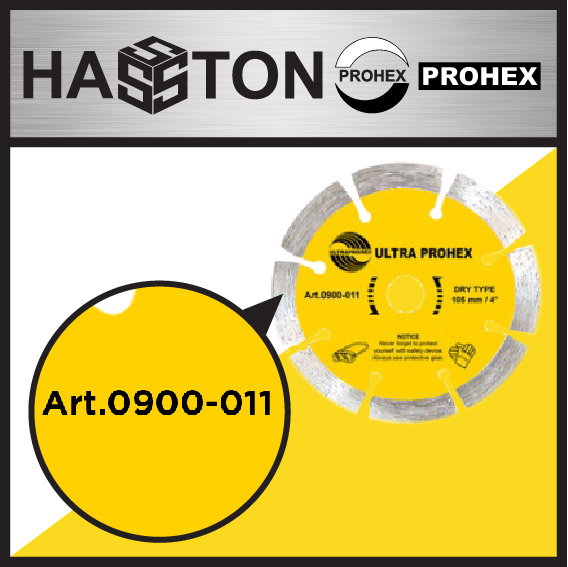 HASSTON PROHEX PROHEX
ULTRAPROHEX
ULTRA PROHEX
Art.0900-011
DRY TYPE
105 mm / 4"
NOTICE
Never forget to protect
yourself with safety device.
Always use protective gear.
Art.0900-011